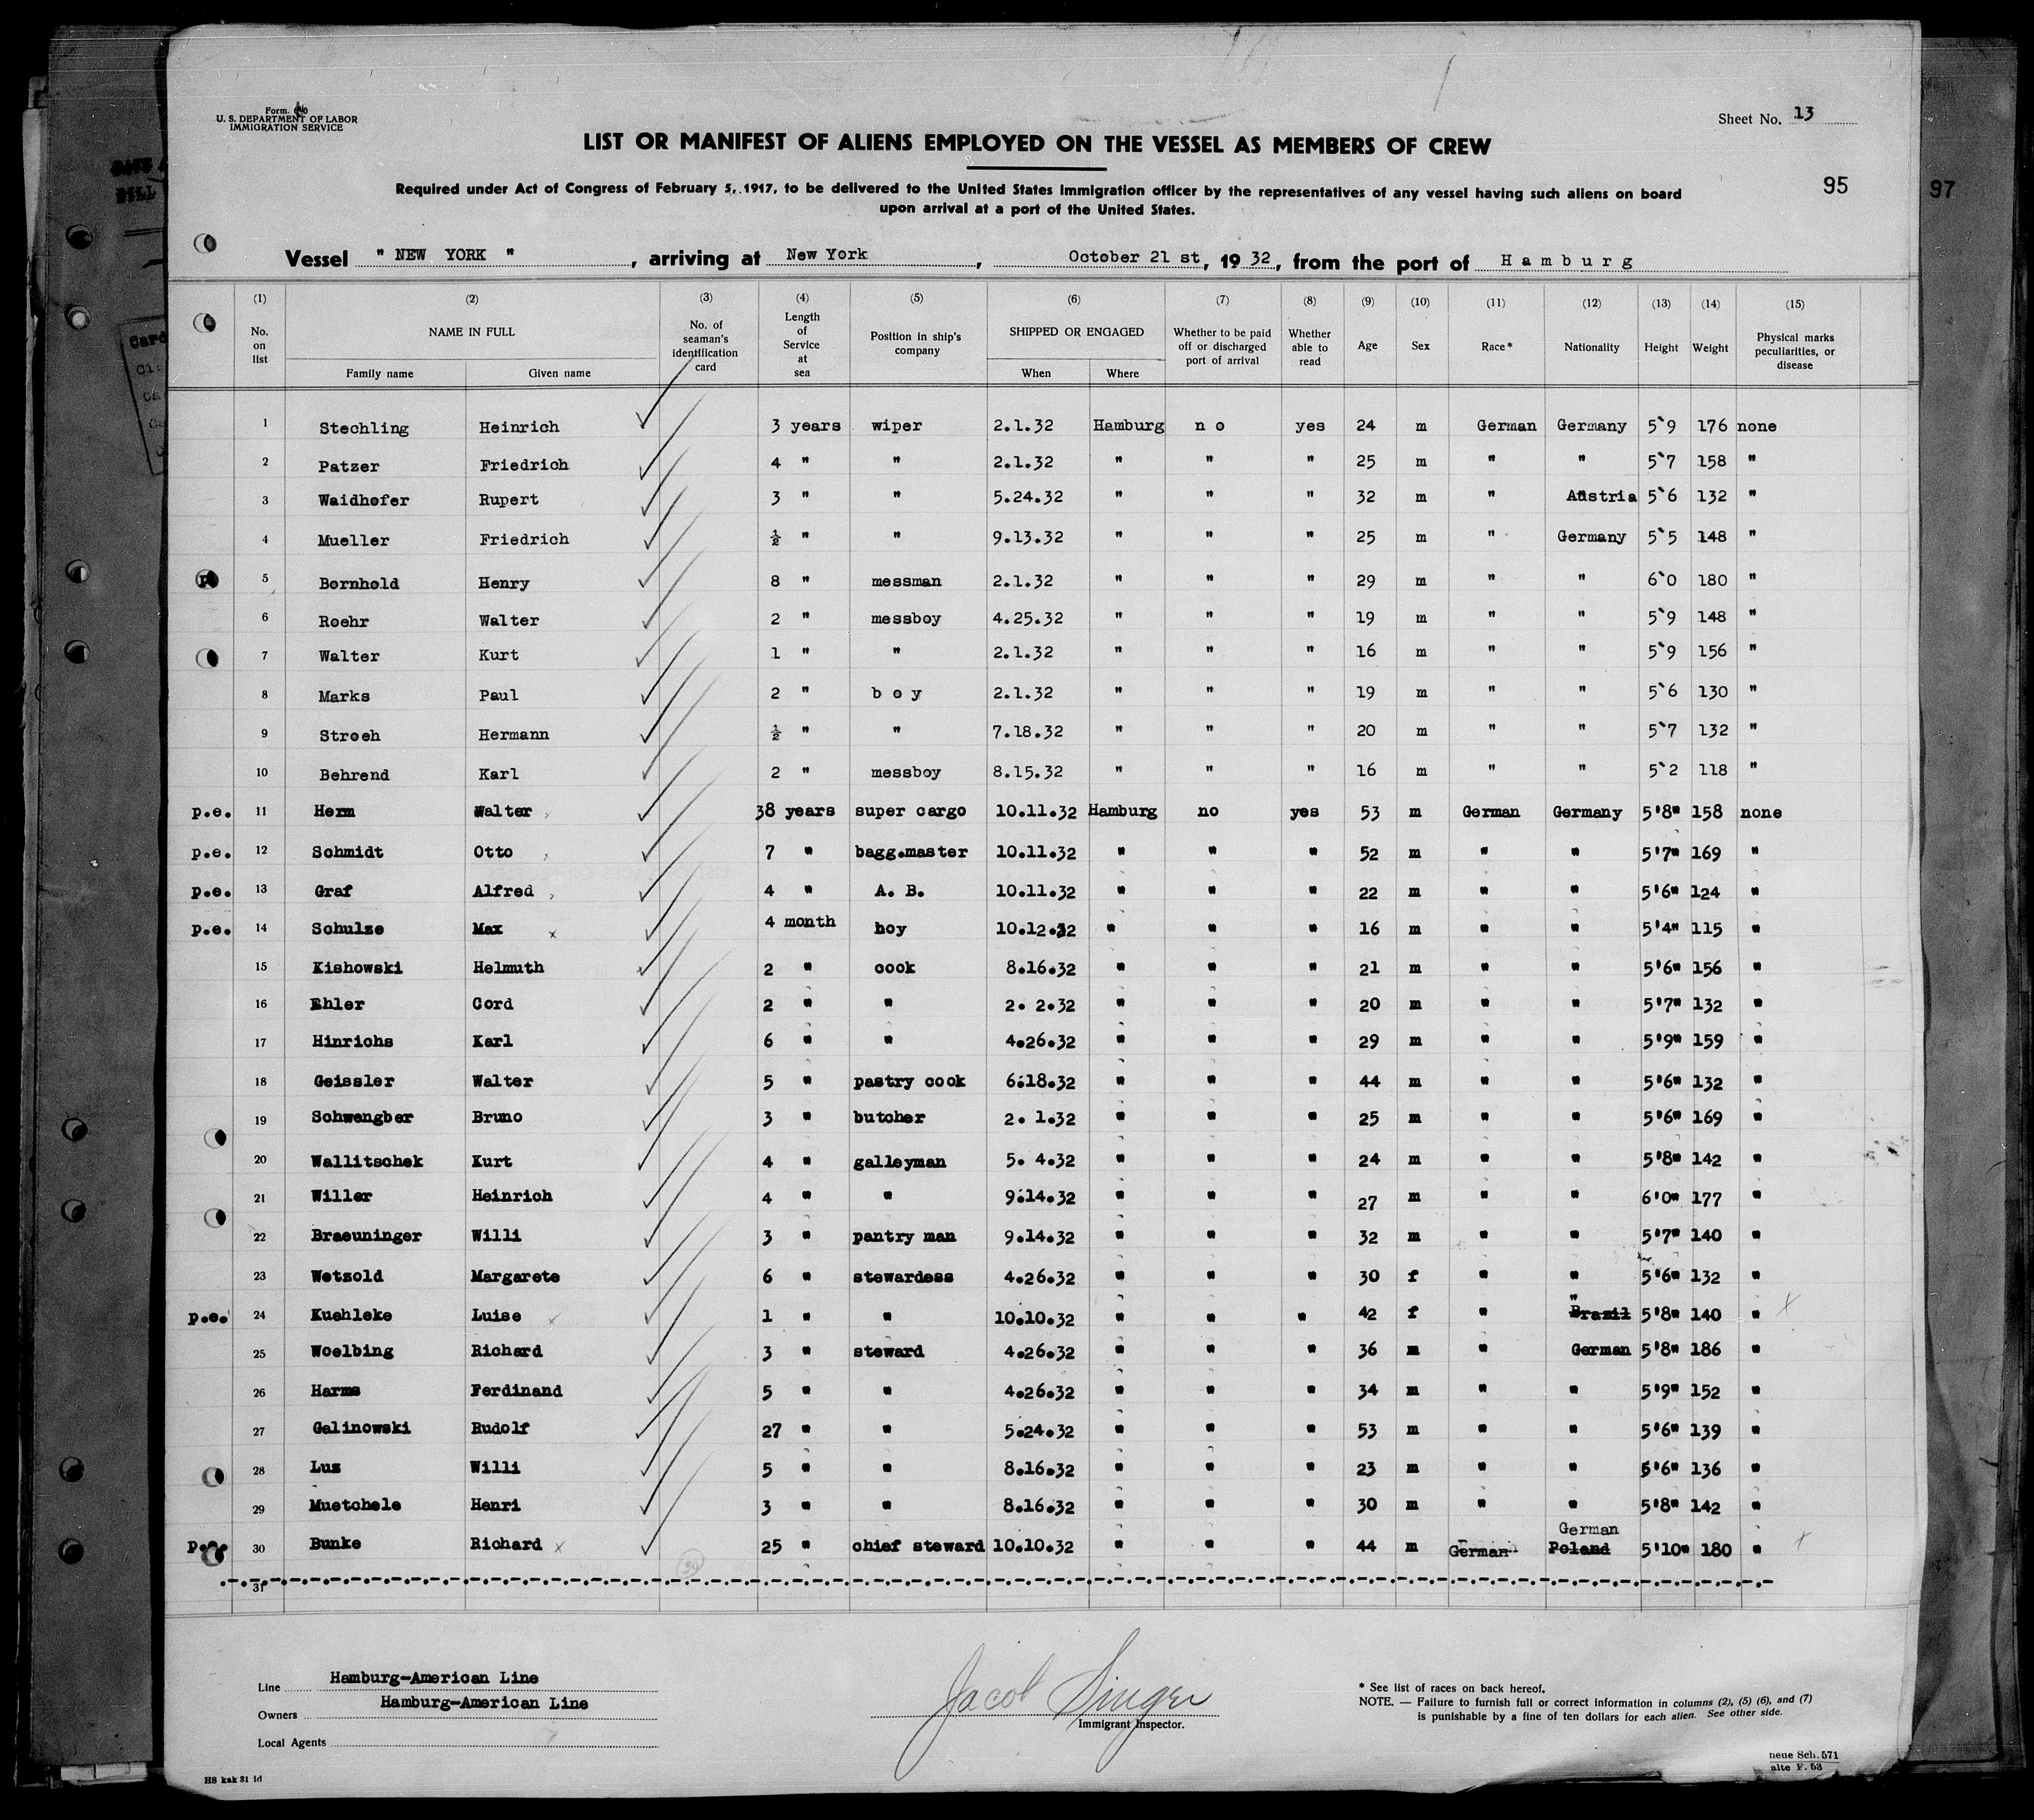 Form.
U. S. DEPARTMENT OF LABOR
IMMIGRATION SERVICE
Sheet No. 13
LIST OR MANIFEST OF ALIENS EMPLOYED ON THE VESSEL AS MEMBERS OF CREW
Required under Act of Congress of February 5, 1917, to be delivered to the United States immigration officer by the representatives of any vessel having such aliens on board
upon arrival at a port of the United States.
95
97
Vessel " NEW YORK ", arriving at New York, October 21 st, 1932, from the port of Hamburg
(1) (2) (3) (4) (5) (6) (7) (8) (9) (10) (11) (12) (13) (14) (15)
No. on list NAME IN FULL No. of seaman's identification card Length of Service at sea Position in ship's company SHIPPED OR ENGAGED Whether to be paid off or discharged port of arrival Whether able to read Age Sex Race* Nationality Height Weight Physical marks peculiarities, or disease
Family name Given name When Where
1 Stechling Heinrich 3 years wiper 2.1.32 Hamburg n o yes 24 m German Germany 5`9 176 none
2 Patzer Friedrich 4 " " 2.1.32 " " " 25 m " " 5`7 158 "
3 Waidhofer Rupert 3 " " 5.24.32 " " " 32 m " Austria 5`6 132 "
4 Mueller Friedrich ½ " " 9.13.32 " " " 25 m " Germany 5`5 148 "
5 Bornhold Henry 8 " messman 2.1.32 " " " 29 m " " 6`0 180 "
6 Roehr Walter 2 " messboy 4.25.32 " " " 19 m " " 5`9 148 "
7 Walter Kurt 1 " " 2.1.32 " " " 16 m " " 5`9 156 "
8 Marks Paul 2 " b o y 2.1.32 " " " 19 m " " 5`6 130 "
9 Stroeh Hermann ½ " " 7.18.32 " " " 20 m " " 5`7 132 "
10 Behrend Karl 2 " messboy 8.15.32 " " " 16 m " " 5`2 118 "
p.e. 11 Herm Walter 38 years super cargo 10.11.32 Hamburg no yes 53 m German Germany 5'8" 158 none
p.e. 12 Schmidt Otto 7 " bagg.master 10.11.32 " " " 52 m " " 5'7" 169 "
p.e. 13 Graf Alfred 4 " A. B. 10.11.32 " " " 22 m " " 5'6" 124 "
p.e. 14 Schulze Max x 4 month boy 10.12.32 " " " 16 m " " 5'4" 115 "
15 Kishowski Helmuth 2 " cook 8.16.32 " " " 21 m " " 5'6" 156 "
16 Ehler Cord 2 " " 2. 2.32 " " " 20 m " " 5'7" 132 "
17 Hinrichs Karl 6 " " 4.26.32 " " " 29 m " " 5'9" 159 "
18 Geissler Walter 5 " pastry cook 6.18.32 " " " 44 m " " 5'6" 132 "
19 Schwengber Bruno 3 " butcher 2. 1.32 " " " 25 m " " 5'6" 169 "
20 Wallitschek Kurt 4 " galleyman 5. 4.32 " " " 24 m " " 5'8" 142 "
21 Willer Heinrich 4 " " 9.14.32 " " " 27 m " " 6'0" 177 "
22 Braeuninger Willi 3 " pantry man 9.14.32 " " " 32 m " " 5'7" 140 "
23 Wetzold Margarete 6 " stewardess 4.26.32 " " " 30 f " " 5'6" 132 "
p.e. 24 Kuehleke Luise x 1 " " 10.10.32 " " " 42 f " " Brazil 5'8" 140 " x
25 Woelbing Richard 3 " steward 4.26.32 " " " 36 m " German 5'8" 186 "
26 Harms Ferdinand 5 " " 4.26.32 " " " 34 m " " 5'9" 152 "
27 Galinowski Rudolf 27 " " 5.24.32 " " " 53 m " " 5'6" 139 "
28 Luz Willi 5 " " 8.16.32 " " " 23 m " " 5'6" 136 "
29 Muetchele Henri 3 " " 8.16.32 " " " 30 m " " 5'8" 142 "
p.e. 30 Bunke Richard x 25 " chief steward 10.10.32 " " " 44 m German German Poland 5'10" 180 " x
31
Line Hamburg-American Line
Owners Hamburg-American Line
Local Agents
Jacob Singer
Immigrant Inspector.
* See list of races on back hereof.
NOTE. — Failure to furnish full or correct information in columns (2), (5) (6), and (7)
is punishable by a fine of ten dollars for each alien. See other side.
neue Sch. 571
alte F. 53
HS kak 31 1d